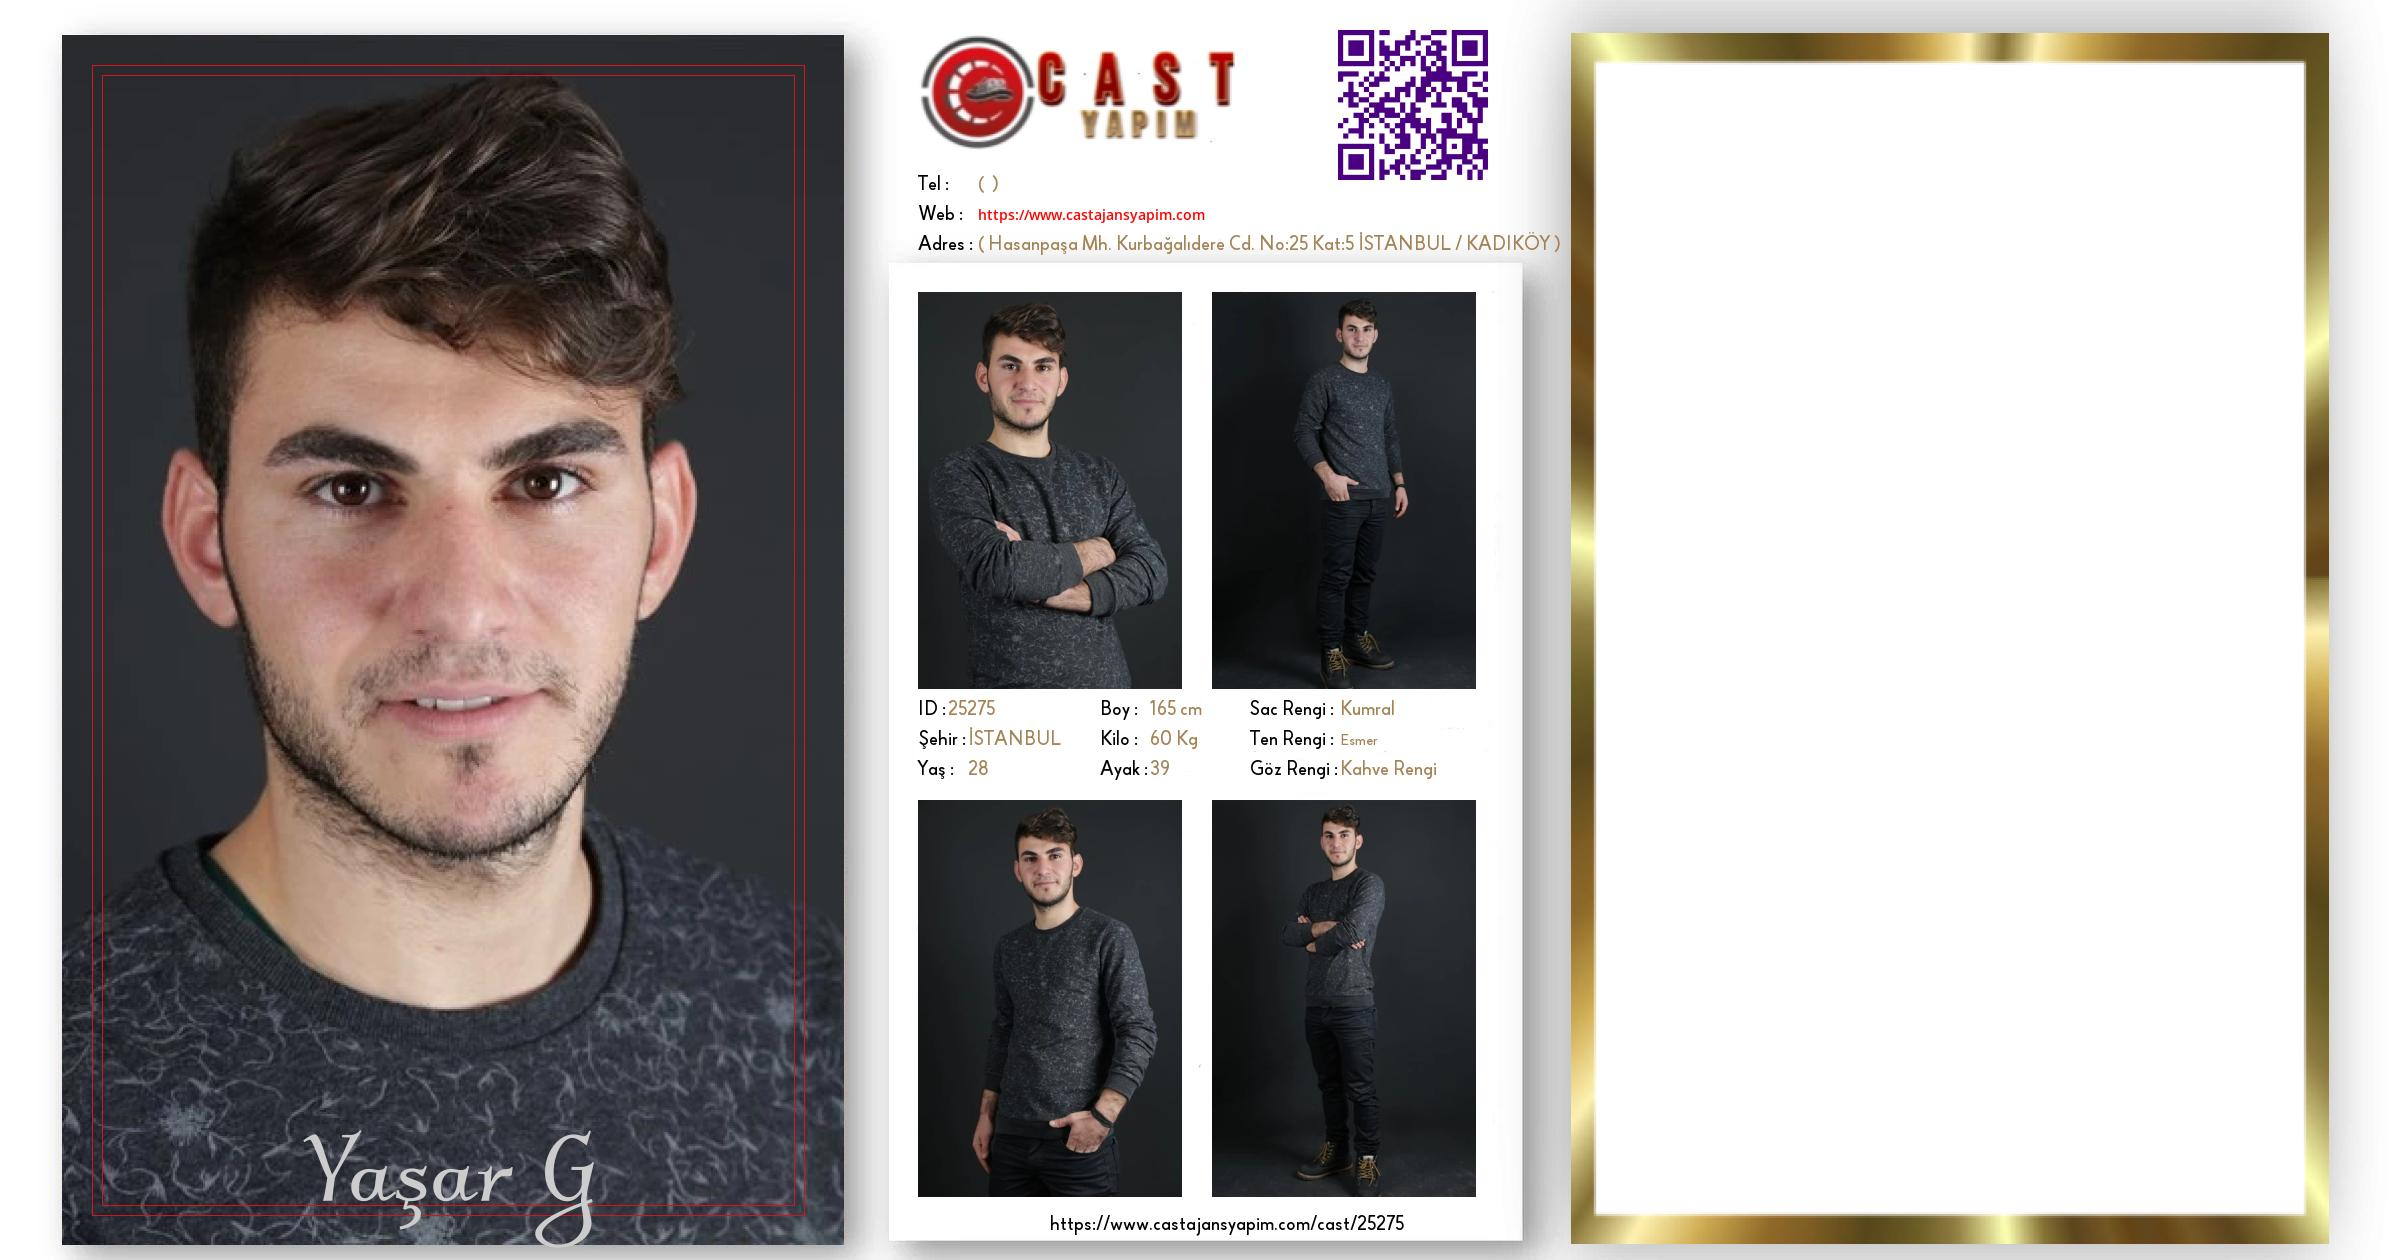 Yaşar G
CAST
YAPIM
Tel : ( )
Web : https://www.castajansyapim.com
Adres : ( Hasanpaşa Mh. Kurbağalıdere Cd. No:25 Kat:5 İSTANBUL / KADIKÖY )
ID : 25275 Boy : 165 cm Sac Rengi : Kumral
Şehir : İSTANBUL Kilo : 60 Kg Ten Rengi : Esmer
Yaş : 28 Ayak : 39 Göz Rengi : Kahve Rengi
https://www.castajansyapim.com/cast/25275